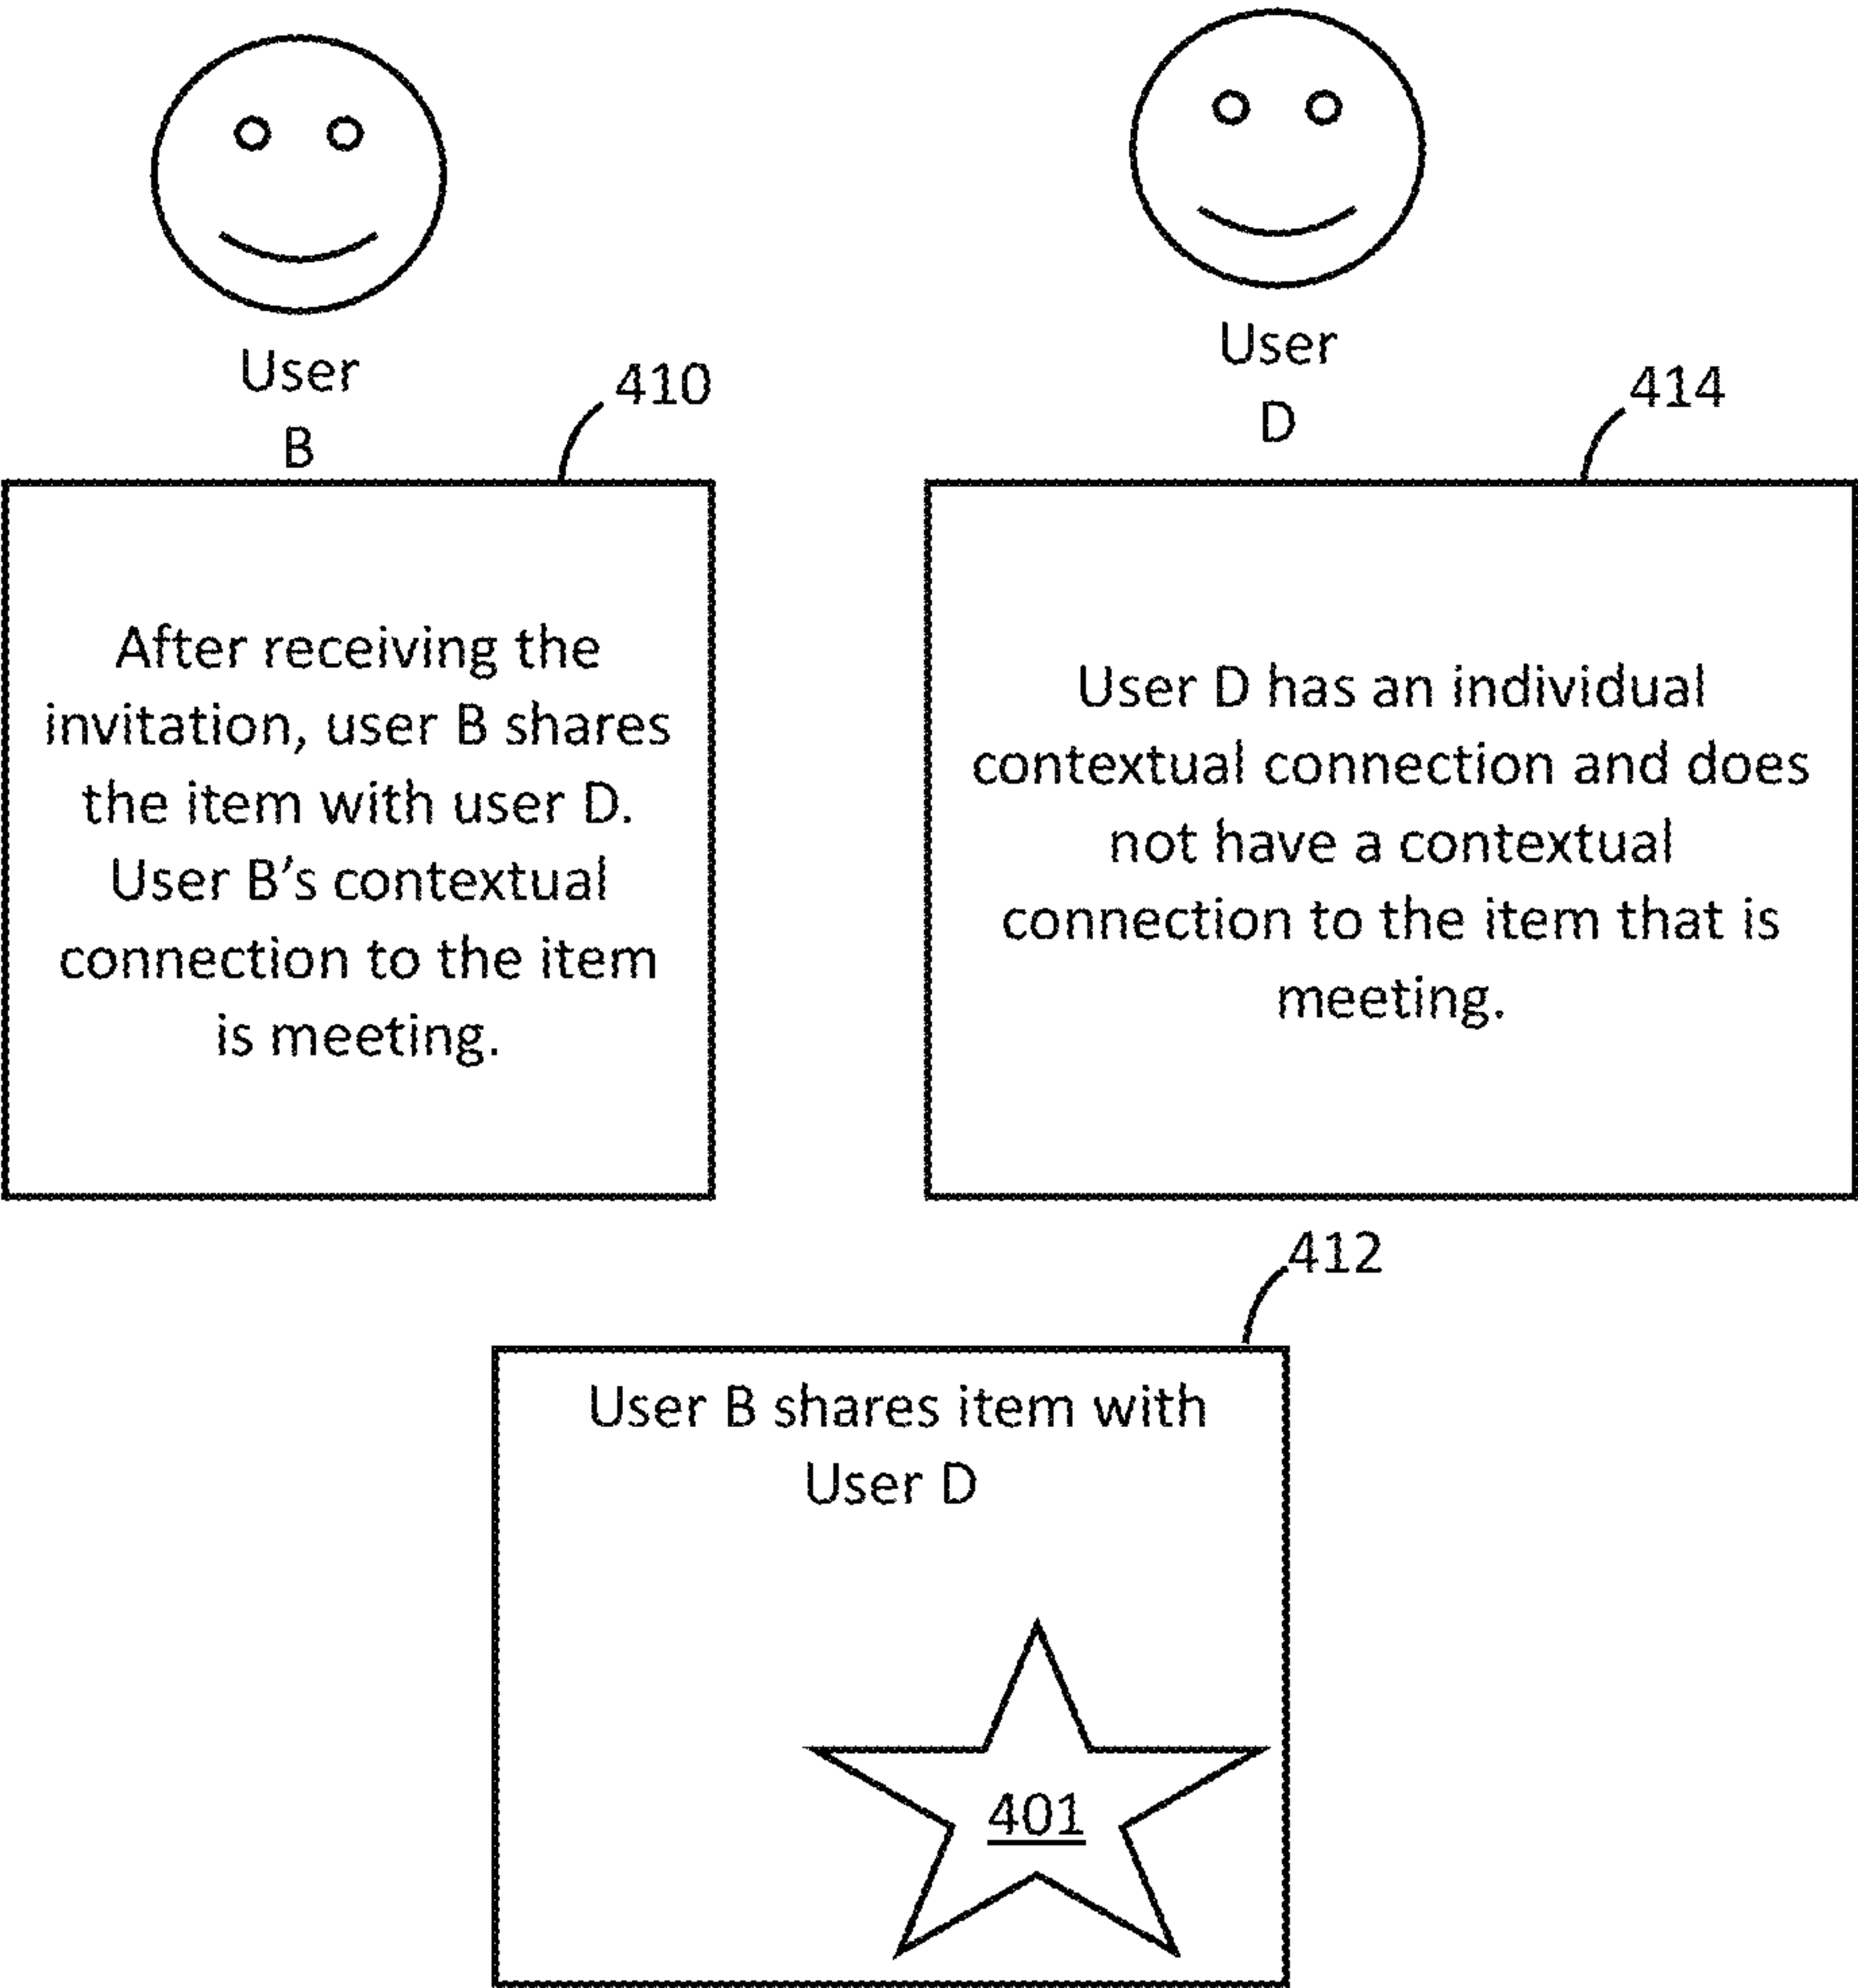 User
B
410
After receiving the
invitation, user B shares
the item with user D.
User B's contextual
connection to the item
is meeting.
User
D
414
User D has an individual
contextual connection and does
not have a contextual
connection to the item that is
meeting.
412
User B shares item with
User D
401